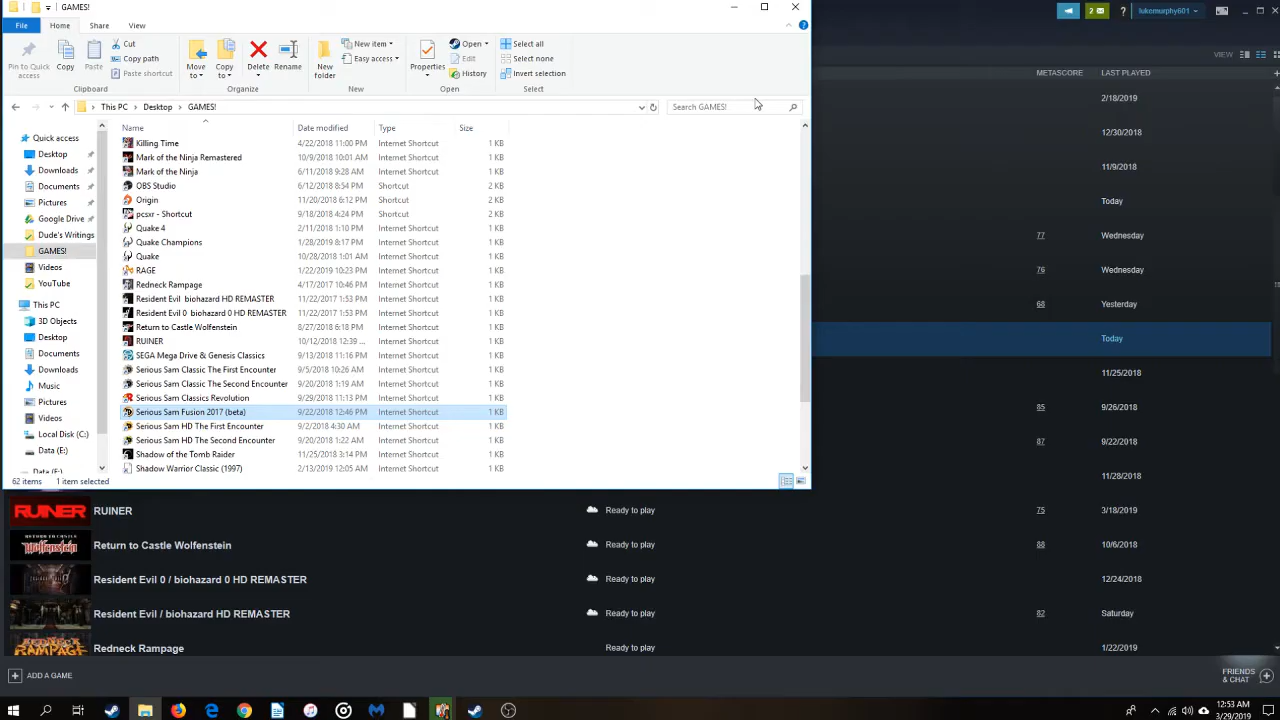 GAMES!
2
?
lukemurphy601
File
Home
Share
View
Pin to Quick access
Copy
Paste
Cut
Copy path
Paste shortcut
Clipboard
Move to
Copy to
Delete
Rename
Organize
New folder
New item
Easy access
New
Properties
Open
Edit
History
Open
Select all
Select none
Invert selection
Select
VIEW
METASCORE LAST PLAYED
This PC
Desktop
GAMES!
Search GAMES!
Name Date modified Type Size
Killing Time 4/22/2018 11:00 PM Internet Shortcut 1 KB
Mark of the Ninja Remastered 10/9/2018 10:01 AM Internet Shortcut 1 KB
Mark of the Ninja 6/11/2018 9:28 AM Internet Shortcut 1 KB
OBS Studio 6/12/2018 8:54 PM Shortcut 2 KB
Origin 11/20/2018 6:12 PM Shortcut 2 KB
pcsxr - Shortcut 9/18/2018 4:24 PM Shortcut 2 KB
Quake 4 2/11/2018 1:10 PM Internet Shortcut 1 KB
Quake Champions 1/28/2019 8:17 PM Internet Shortcut 1 KB
Quake 10/28/2018 1:01 AM Internet Shortcut 1 KB
RAGE 1/22/2019 10:23 PM Internet Shortcut 1 KB
Redneck Rampage 4/17/2017 10:46 PM Internet Shortcut 1 KB
Resident Evil biohazard HD REMASTER 11/22/2017 1:53 PM Internet Shortcut 1 KB
Resident Evil 0 biohazard 0 HD REMASTER 11/22/2017 1:53 PM Internet Shortcut 1 KB
Return to Castle Wolfenstein 8/27/2018 6:18 PM Internet Shortcut 1 KB
RUINER 10/12/2018 12:39 ... Internet Shortcut 1 KB
SEGA Mega Drive & Genesis Classics 9/13/2018 11:16 PM Internet Shortcut 1 KB
Serious Sam Classic The First Encounter 9/5/2018 10:26 AM Internet Shortcut 1 KB
Serious Sam Classic The Second Encounter 9/20/2018 1:19 AM Internet Shortcut 1 KB
Serious Sam Classics Revolution 9/29/2018 11:13 PM Internet Shortcut 1 KB
Serious Sam Fusion 2017 (beta) 9/22/2018 12:46 PM Internet Shortcut 1 KB
Serious Sam HD The First Encounter 9/2/2018 4:30 AM Internet Shortcut 1 KB
Serious Sam HD The Second Encounter 9/20/2018 1:22 AM Internet Shortcut 1 KB
Shadow of the Tomb Raider 11/25/2018 3:14 PM Internet Shortcut 1 KB
Shadow Warrior Classic (1997) 2/13/2019 12:05 AM Internet Shortcut 1 KB
Quick access
Desktop
Downloads
Documents
Pictures
Google Drive
Dude's Writings
GAMES!
Videos
YouTube
This PC
3D Objects
Desktop
Documents
Downloads
Music
Pictures
Videos
Local Disk (C:)
Data (E:)
Data (E:)
62 items 1 item selected
2/18/2019
12/30/2018
11/9/2018
Today
77 Wednesday
76 Wednesday
68 Yesterday
Today
11/25/2018
85 9/26/2018
87 9/22/2018
11/28/2018
RUINER RUINER Ready to play 75 3/18/2019
RETURN TO CASTLE Wolfenstein Return to Castle Wolfenstein Ready to play 88 10/6/2018
Resident Evil 0 / biohazard 0 HD REMASTER Ready to play 12/24/2018
Resident Evil / biohazard HD REMASTER Ready to play 82 Saturday
REDNECK RAMPAGE Redneck Rampage Ready to play 1/22/2019
+ ADD A GAME
FRIENDS & CHAT
12:53 AM
3/29/2019